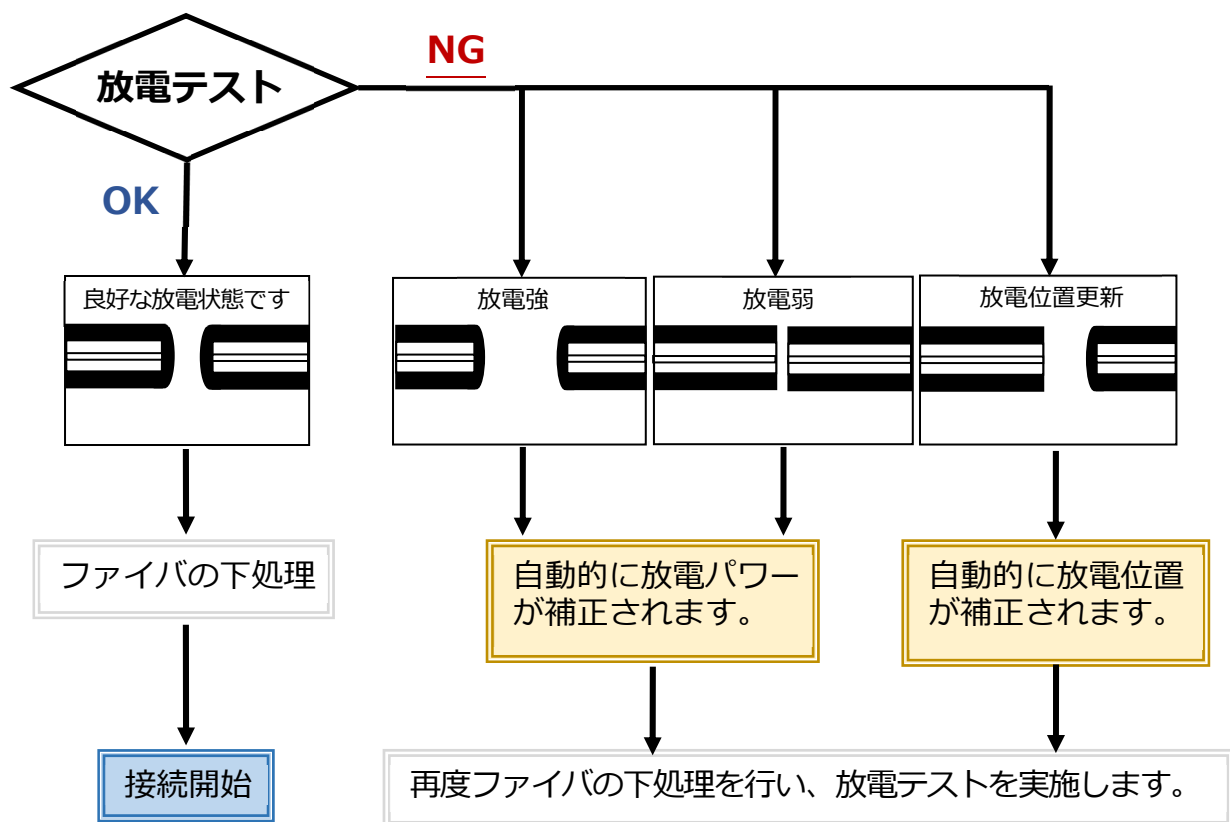 放電テスト
NG
OK
良好な放電状態です
放電強
放電弱
放電位置更新
ファイバの下処理
自動的に放電パワー
が補正されます。
自動的に放電位置
が補正されます。
接続開始
再度ファイバの下処理を行い、放電テストを実施します。